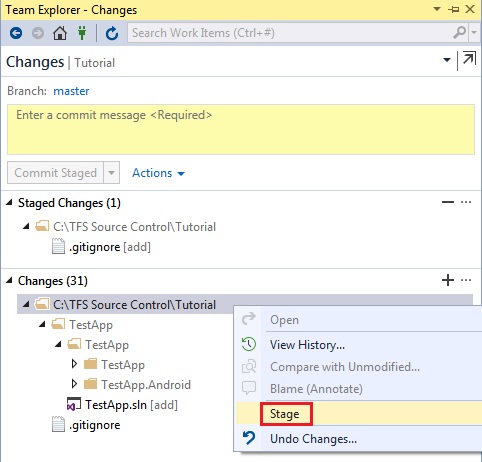 Team Explorer - Changes
Search Work Items (Ctrl+#)
Changes | Tutorial
Branch: master
Enter a commit message <Required>
Commit Staged
Actions
Staged Changes (1)
C:\TFS Source Control\Tutorial
.gitignore [add]
Changes (31)
C:\TFS Source Control\Tutorial
TestApp
TestApp
TestApp
TestApp.Android
TestApp.sln [add]
.gitignore
Open
View History...
Compare with Unmodified...
Blame (Annotate)
Stage
Undo Changes...